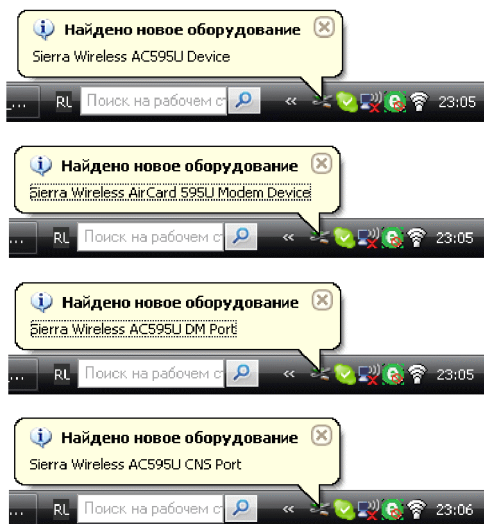 Найдено новое оборудование
Sierra Wireless AC595U Device
... RL Поиск на рабочем ст « 23:05
Найдено новое оборудование
Sierra Wireless AirCard 595U Modem Device
... RL Поиск на рабочем ст « 23:05
Найдено новое оборудование
Sierra Wireless AC595U DM Port
... RL Поиск на рабочем ст « 23:05
Найдено новое оборудование
Sierra Wireless AC595U CNS Port
... RL Поиск на рабочем ст « 23:06